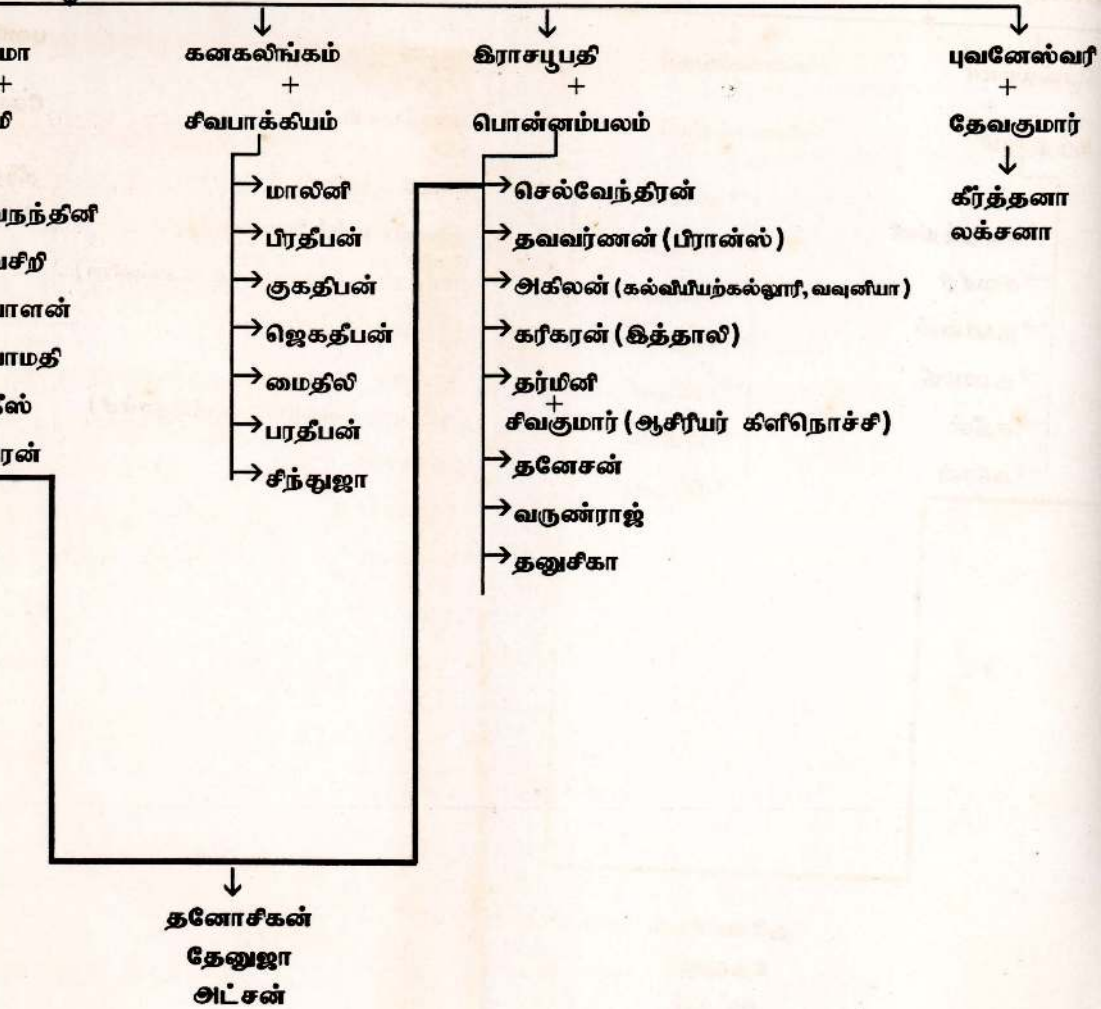 கனகலிங்கம்
+
சிவபாக்கியம்
மாலினி
பிரதீபன்
குகதிபன்
ஜெகதீபன்
மைதிலி
பரதீபன்
சிந்துஜா
இராசபூபதி
+
பொன்னம்பலம்
செல்வேந்திரன்
தவவர்ணன் (பிரான்ஸ்)
அகிலன் (கல்வியியற்கல்லூரி, வவுனியா)
கரிகரன் (இத்தாலி)
தர்மினி
+
சிவகுமார் (ஆசிரியர் கிளிநொச்சி)
தனேசன்
வருண்ராஜ்
தனுசிகா
புவனேஸ்வரி
+
தேவகுமார்
கீர்த்தனா
லக்சனா
தனோசிகன்
தேனுஜா
அட்சன்